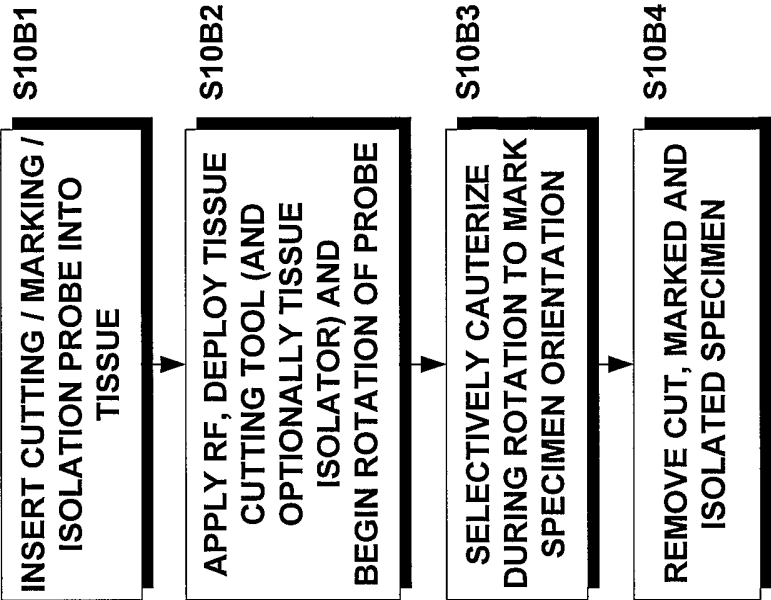 INSERT CUTTING / MARKING /
ISOLATION PROBE INTO
TISSUE
S10B1
APPLY RF, DEPLOY TISSUE
CUTTING TOOL (AND
OPTIONALLY TISSUE
ISOLATOR) AND
BEGIN ROTATION OF PROBE
S10B2
SELECTIVELY CAUTERIZE
DURING ROTATION TO MARK
SPECIMEN ORIENTATION
S10B3
REMOVE CUT, MARKED AND
ISOLATED SPECIMEN
S10B4